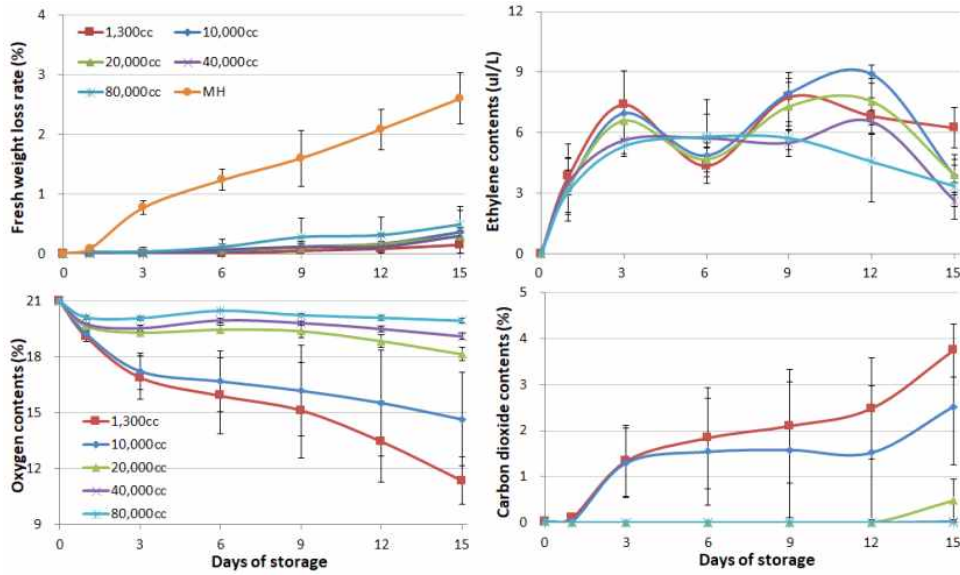 Fresh weight loss rate (%)
4
3
2
1
0
1,300cc
10,000cc
20,000cc
40,000cc
80,000cc
MH
0 3 6 9 12 15
Ethylene contents (ul/L)
12
9
6
3
0
0 3 6 9 12 15
Oxygen contents (%)
21
18
15
12
9
1,300cc
10,000cc
20,000cc
40,000cc
80,000cc
0 3 6 9 12 15
Days of storage
Carbon dioxide contents (%)
5
4
3
2
1
0
0 3 6 9 12 15
Days of storage